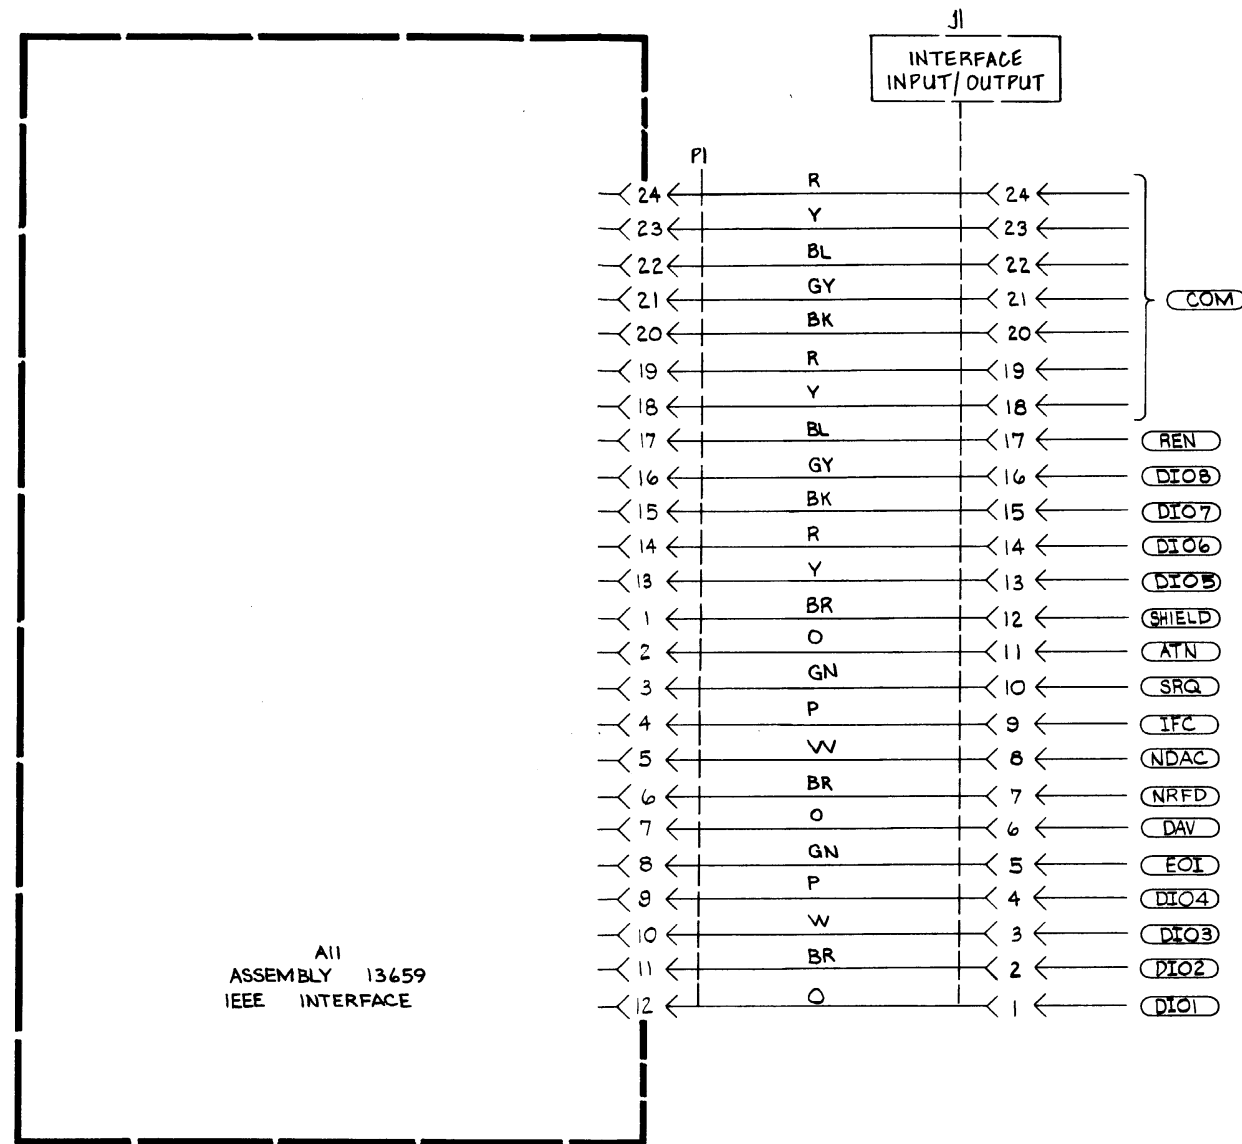 J1
INTERFACE
INPUT/OUTPUT
P1
24 R 24
23 Y 23
22 BL 22
21 GY 21 COM
20 BK 20
19 R 19
18 Y 18
17 BL 17 REN
16 GY 16 DIO8
15 BK 15 DIO7
14 R 14 DIO6
13 Y 13 DIO5
1 BR 12 SHIELD
2 O 11 ATN
3 GN 10 SRQ
4 P 9 IFC
5 W 8 NDAC
6 BR 7 NRFD
7 O 6 DAV
8 GN 5 EOI
9 P 4 DIO4
10 W 3 DIO3
11 BR 2 DIO2
12 O 1 DIO1
A11
ASSEMBLY 13659
IEEE INTERFACE